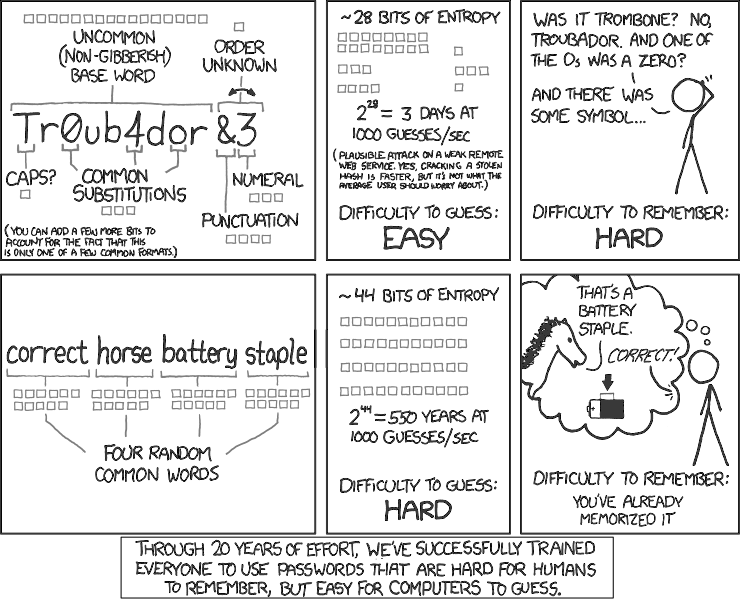 UNCOMMON
(NON-GIBBERISH)
BASE WORD
ORDER
UNKNOWN
Tr0ub4dor &3
CAPS?
COMMON
SUBSTITUTIONS
NUMERAL
PUNCTUATION
(YOU CAN ADD A FEW MORE BITS TO
ACCOUNT FOR THE FACT THAT THIS
IS ONLY ONE OF A FEW COMMON FORMATS.)
~28 BITS OF ENTROPY
2^28 = 3 DAYS AT
1000 GUESSES/SEC
(PLAUSIBLE ATTACK ON A WEAK REMOTE
WEB SERVICE. YES, CRACKING A STOLEN
HASH IS FASTER, BUT IT'S NOT WHAT THE
AVERAGE USER SHOULD WORRY ABOUT.)
DIFFICULTY TO GUESS:
EASY
WAS IT TROMBONE? NO,
TROUBADOR. AND ONE OF
THE Os WAS A ZERO?
AND THERE WAS
SOME SYMBOL...
DIFFICULTY TO REMEMBER:
HARD
correct horse battery staple
FOUR RANDOM
COMMON WORDS
~44 BITS OF ENTROPY
2^44 = 550 YEARS AT
1000 GUESSES/SEC
DIFFICULTY TO GUESS:
HARD
THAT'S A
BATTERY
STAPLE.
CORRECT!
DIFFICULTY TO REMEMBER:
YOU'VE ALREADY
MEMORIZED IT
THROUGH 20 YEARS OF EFFORT, WE'VE SUCCESSFULLY TRAINED
EVERYONE TO USE PASSWORDS THAT ARE HARD FOR HUMANS
TO REMEMBER, BUT EASY FOR COMPUTERS TO GUESS.